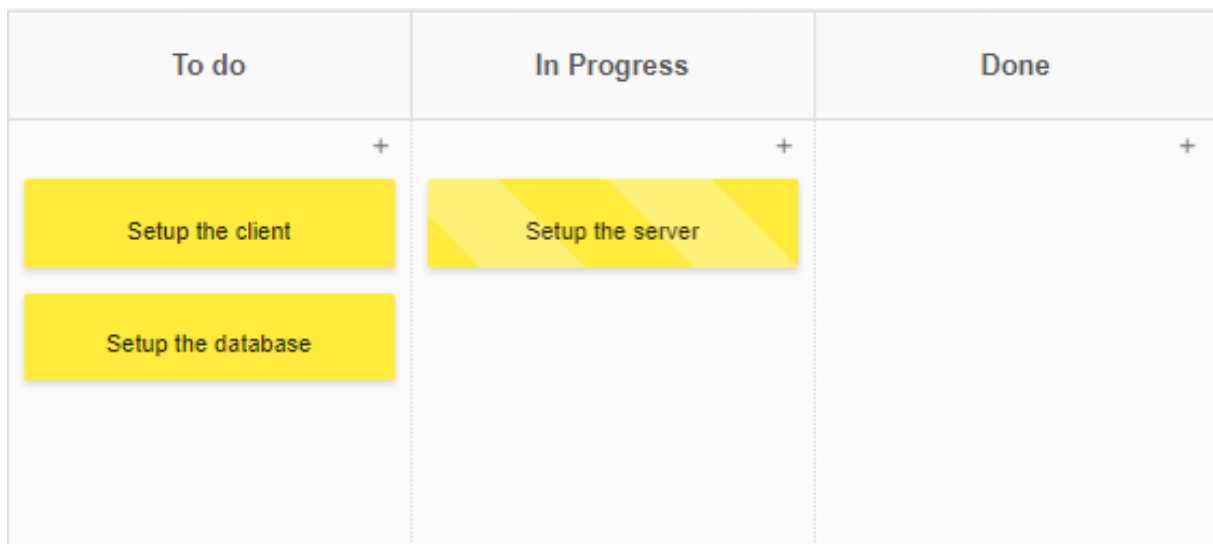 To do
In Progress
Done
+
+
+
Setup the client
Setup the server
Setup the database